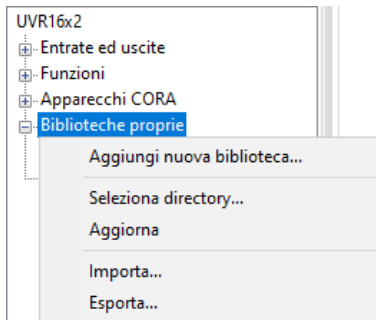 UVR16x2
Entrate ed uscite
Funzioni
Apparecchi CORA
Biblioteche proprie
Aggiungi nuova biblioteca...
Seleziona directory...
Aggiorna
Importa...
Esporta...